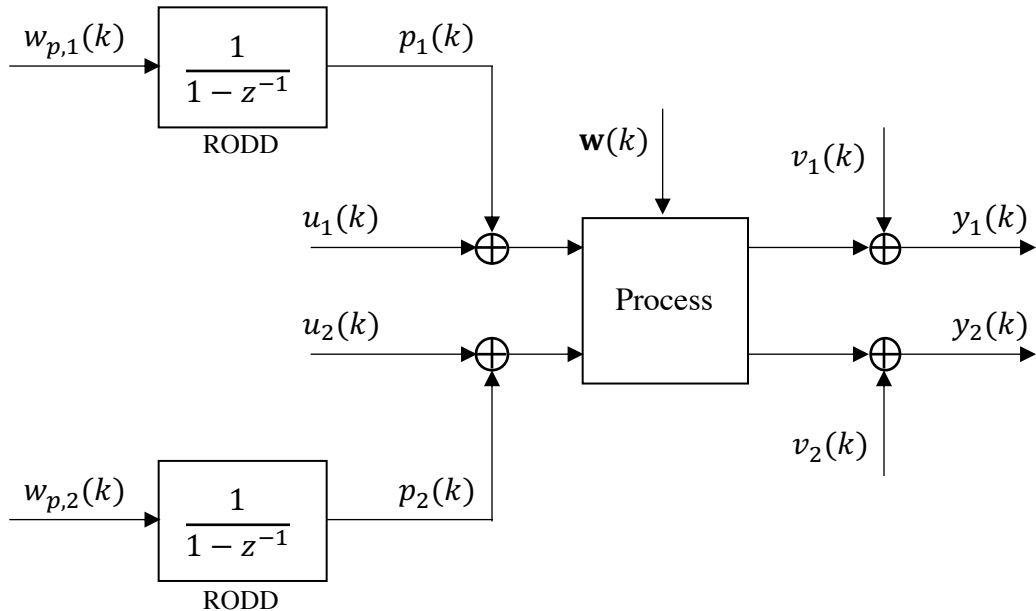 w_{p,1}(k)
1
1 − z^{-1}
RODD
p_1(k)
w(k)
v_1(k)
u_1(k)
y_1(k)
Process
u_2(k)
y_2(k)
v_2(k)
w_{p,2}(k)
1
1 − z^{-1}
RODD
p_2(k)